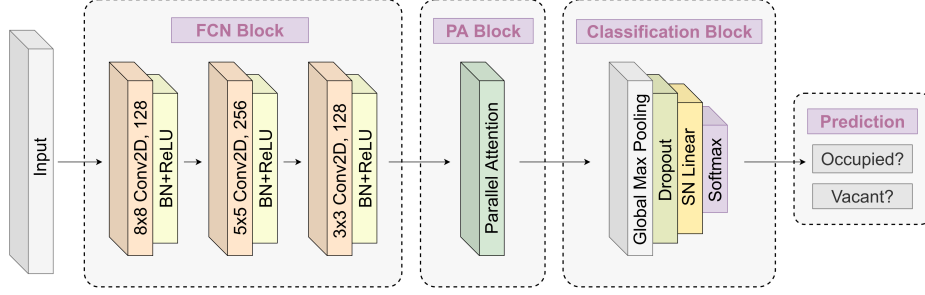 FCN Block
PA Block
Classification Block
Input
8x8 Conv2D, 128
BN+ReLU
5x5 Conv2D, 256
BN+ReLU
3x3 Conv2D, 128
BN+ReLU
Parallel Attention
Global Max Pooling
Dropout
SN Linear
Softmax
Prediction
Occupied?
Vacant?